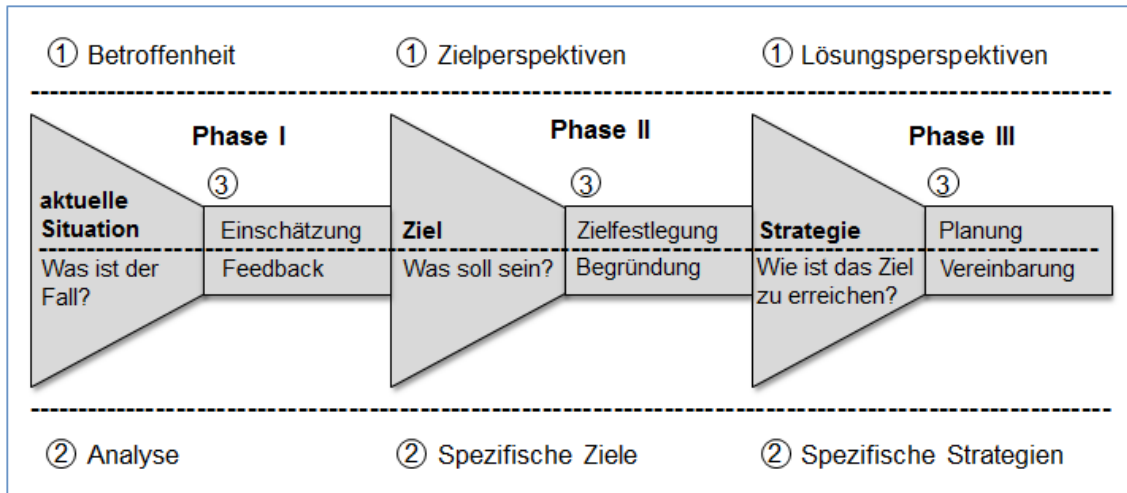 ① Betroffenheit
① Zielperspektiven
① Lösungsperspektiven
Phase I
Phase II
Phase III
③
③
③
aktuelle
Situation
Einschätzung
Ziel
Zielfestlegung
Strategie
Planung
Was ist der
Fall?
Feedback
Was soll sein?
Begründung
Wie ist das Ziel
zu erreichen?
Vereinbarung
② Analyse
② Spezifische Ziele
② Spezifische Strategien